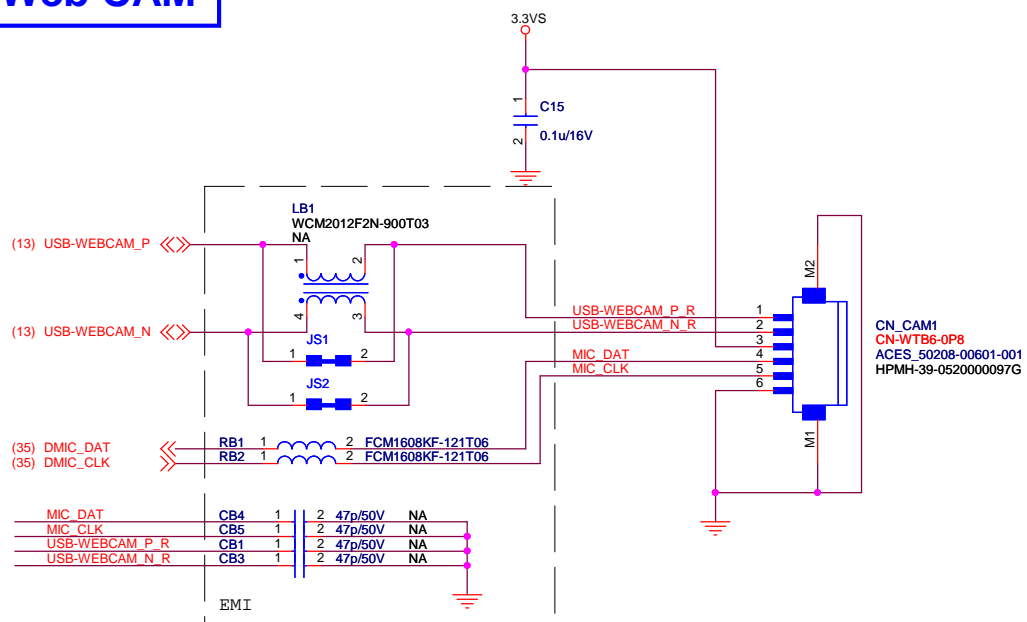 Web CAM
3.3VS
1
C15
2
0.1u/16V
LB1
WCM2012F2N-900T03
NA
(13) USB-WEBCAM_P
1
2
4
3
(13) USB-WEBCAM_N
JS1
1
2
JS2
1
2
USB-WEBCAM_P_R
USB-WEBCAM_N_R
MIC_DAT
MIC_CLK
1
2
3
4
5
6
M2
M1
CN_CAM1
CN-WTB6-0P8
ACES_50208-00601-001
HPMH-39-0520000097G
(35) DMIC_DAT
RB1 1 2 FCM1608KF-121T06
(35) DMIC_CLK
RB2 1 2 FCM1608KF-121T06
MIC_DAT CB4 1 2 47p/50V NA
MIC_CLK CB5 1 2 47p/50V NA
USB-WEBCAM_P_R CB1 1 2 47p/50V NA
USB-WEBCAM_N_R CB3 1 2 47p/50V NA
EMI